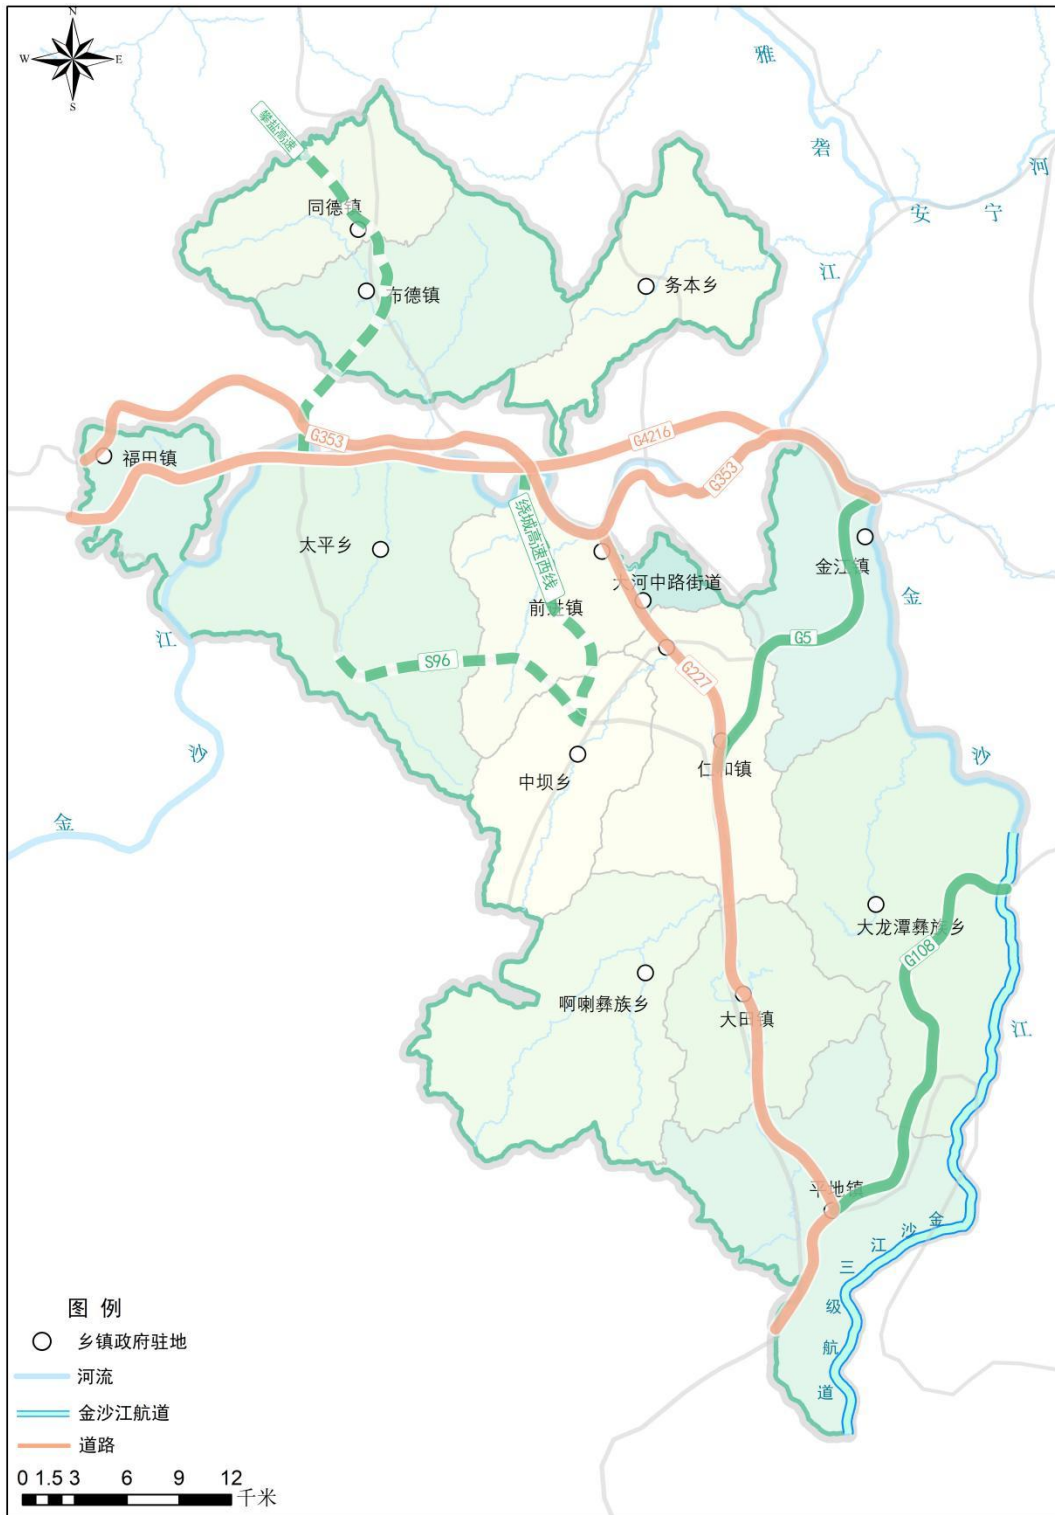 N
W
E
S
雅
砻
江
安
宁
河
攀盐高速
同德镇
布德镇
务本乡
G353
G4216
G353
福田镇
太平乡
绕城高速西线
前进镇
大河中路街道
金江镇
金
江
沙
金
S96
G5
G227
仁和镇
中坝乡
沙
大龙潭彝族乡
G108
啊喇彝族乡
大田镇
江
平地镇
金
沙
江
三
级
航
道
图 例
乡镇政府驻地
河流
金沙江航道
道路
0 1.5 3 6 9 12
千米